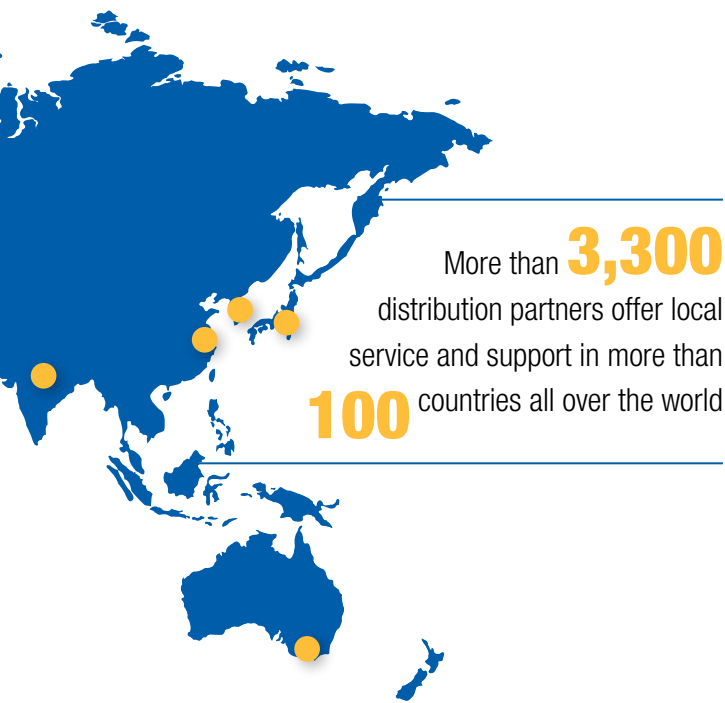 More than 3,300
distribution partners offer local
service and support in more than
100 countries all over the world